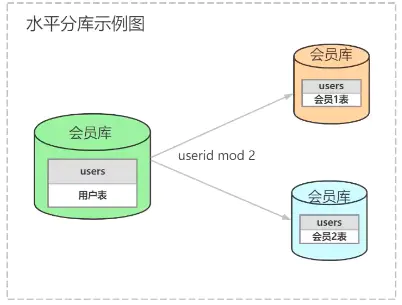 水平分库示例图
会员库
users
用户表
userid mod 2
会员库
users
会员1表
会员库
users
会员2表